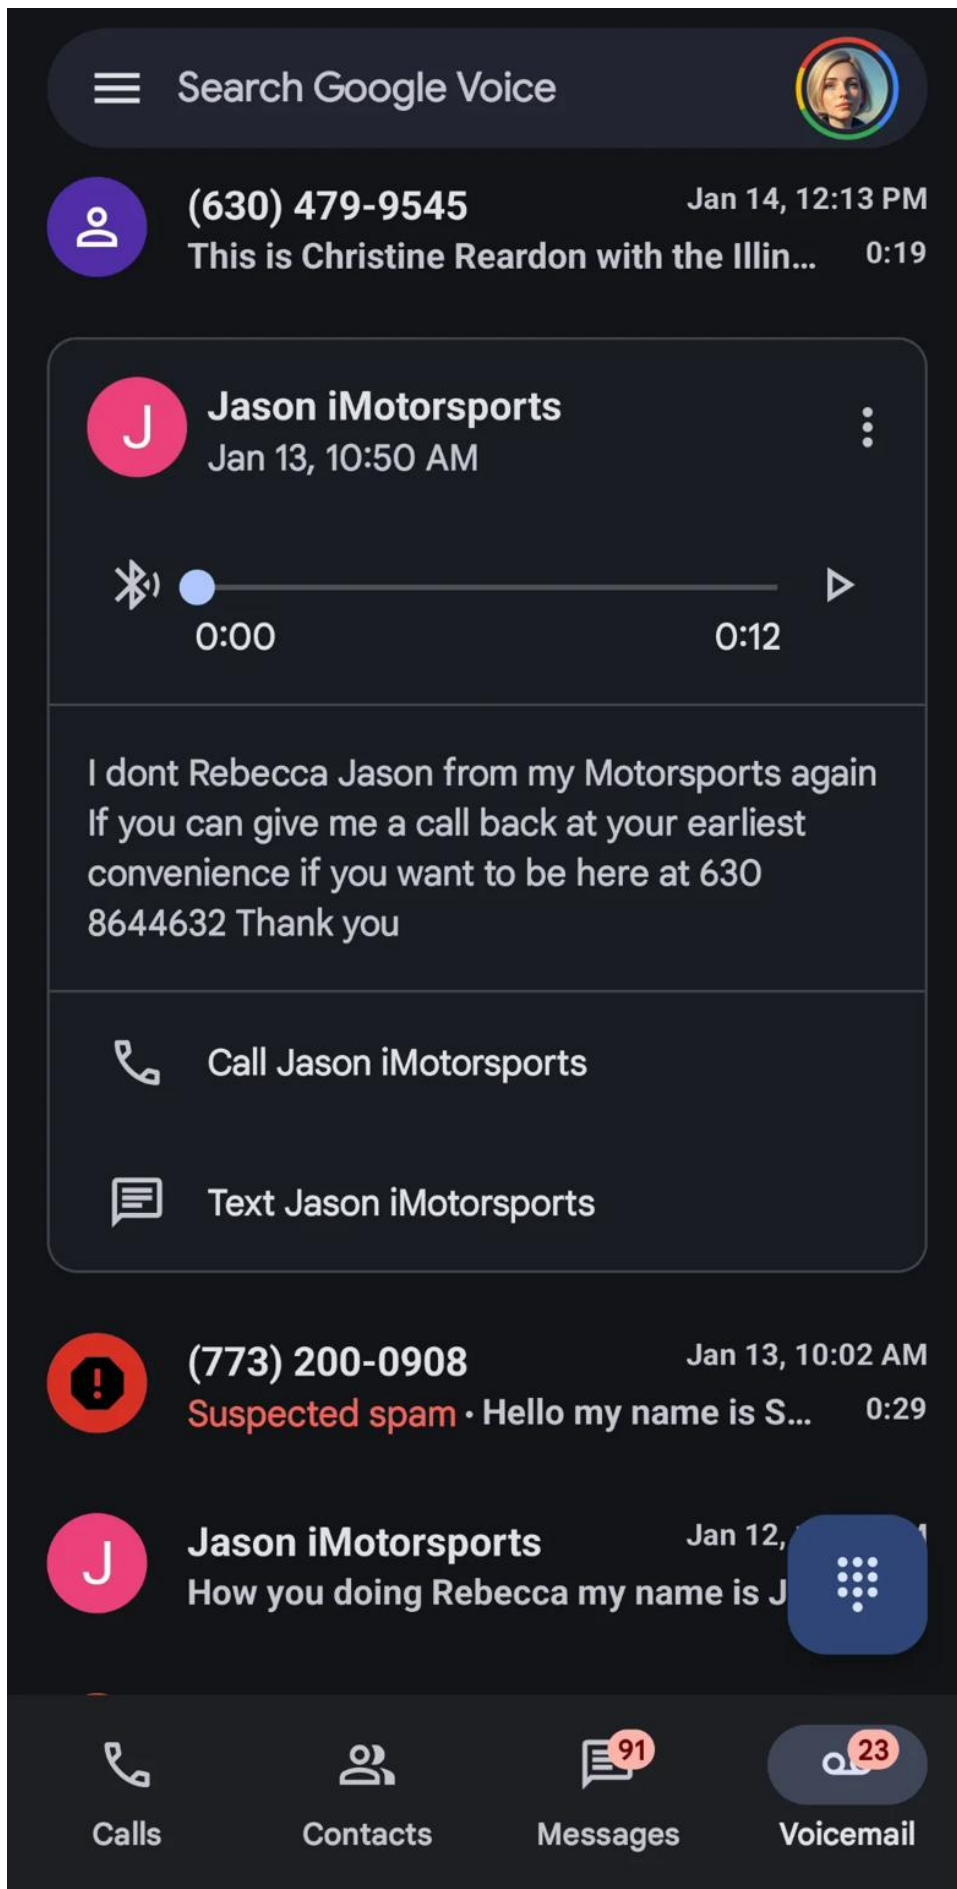 Search Google Voice
(630) 479-9545 Jan 14, 12:13 PM
This is Christine Reardon with the Illin... 0:19
J Jason iMotorsports
Jan 13, 10:50 AM
0:00 0:12
I dont Rebecca Jason from my Motorsports again
If you can give me a call back at your earliest
convenience if you want to be here at 630
8644632 Thank you
Call Jason iMotorsports
Text Jason iMotorsports
(773) 200-0908 Jan 13, 10:02 AM
Suspected spam · Hello my name is S... 0:29
J Jason iMotorsports Jan 12,
How you doing Rebecca my name is J
91 23
Calls Contacts Messages Voicemail